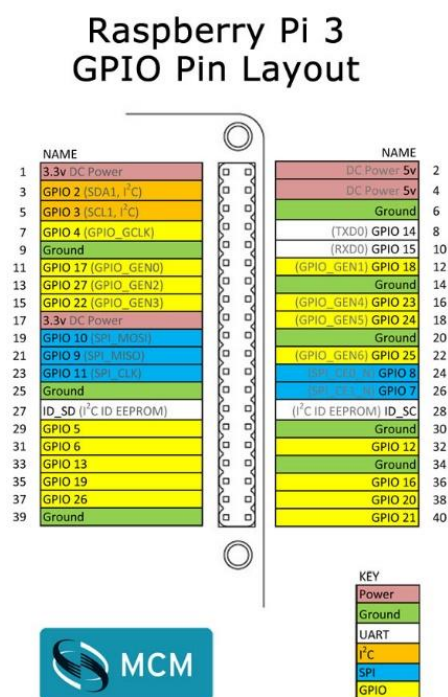 Raspberry Pi 3
GPIO Pin Layout
NAME NAME
1 3.3v DC Power DC Power 5v 2
3 GPIO 2 (SDA1, I²C) DC Power 5v 4
5 GPIO 3 (SCL1, I²C) Ground 6
7 GPIO 4 (GPIO_GCLK) (TXD0) GPIO 14 8
9 Ground (RXD0) GPIO 15 10
11 GPIO 17 (GPIO_GEN0) (GPIO_GEN1) GPIO 18 12
13 GPIO 27 (GPIO_GEN2) Ground 14
15 GPIO 22 (GPIO_GEN3) (GPIO_GEN4) GPIO 23 16
17 3.3v DC Power (GPIO_GEN5) GPIO 24 18
19 GPIO 10 (SPI_MOSI) Ground 20
21 GPIO 9 (SPI_MISO) (GPIO_GEN6) GPIO 25 22
23 GPIO 11 (SPI_CLK) (SPI_CE0_N) GPIO 8 24
25 Ground (SPI_CE1_N) GPIO 7 26
27 ID_SD (I²C ID EEPROM) (I²C ID EEPROM) ID_SC 28
29 GPIO 5 Ground 30
31 GPIO 6 GPIO 12 32
33 GPIO 13 Ground 34
35 GPIO 19 GPIO 16 36
37 GPIO 26 GPIO 20 38
39 Ground GPIO 21 40
KEY
Power
Ground
UART
I²C
SPI
GPIO
MCM